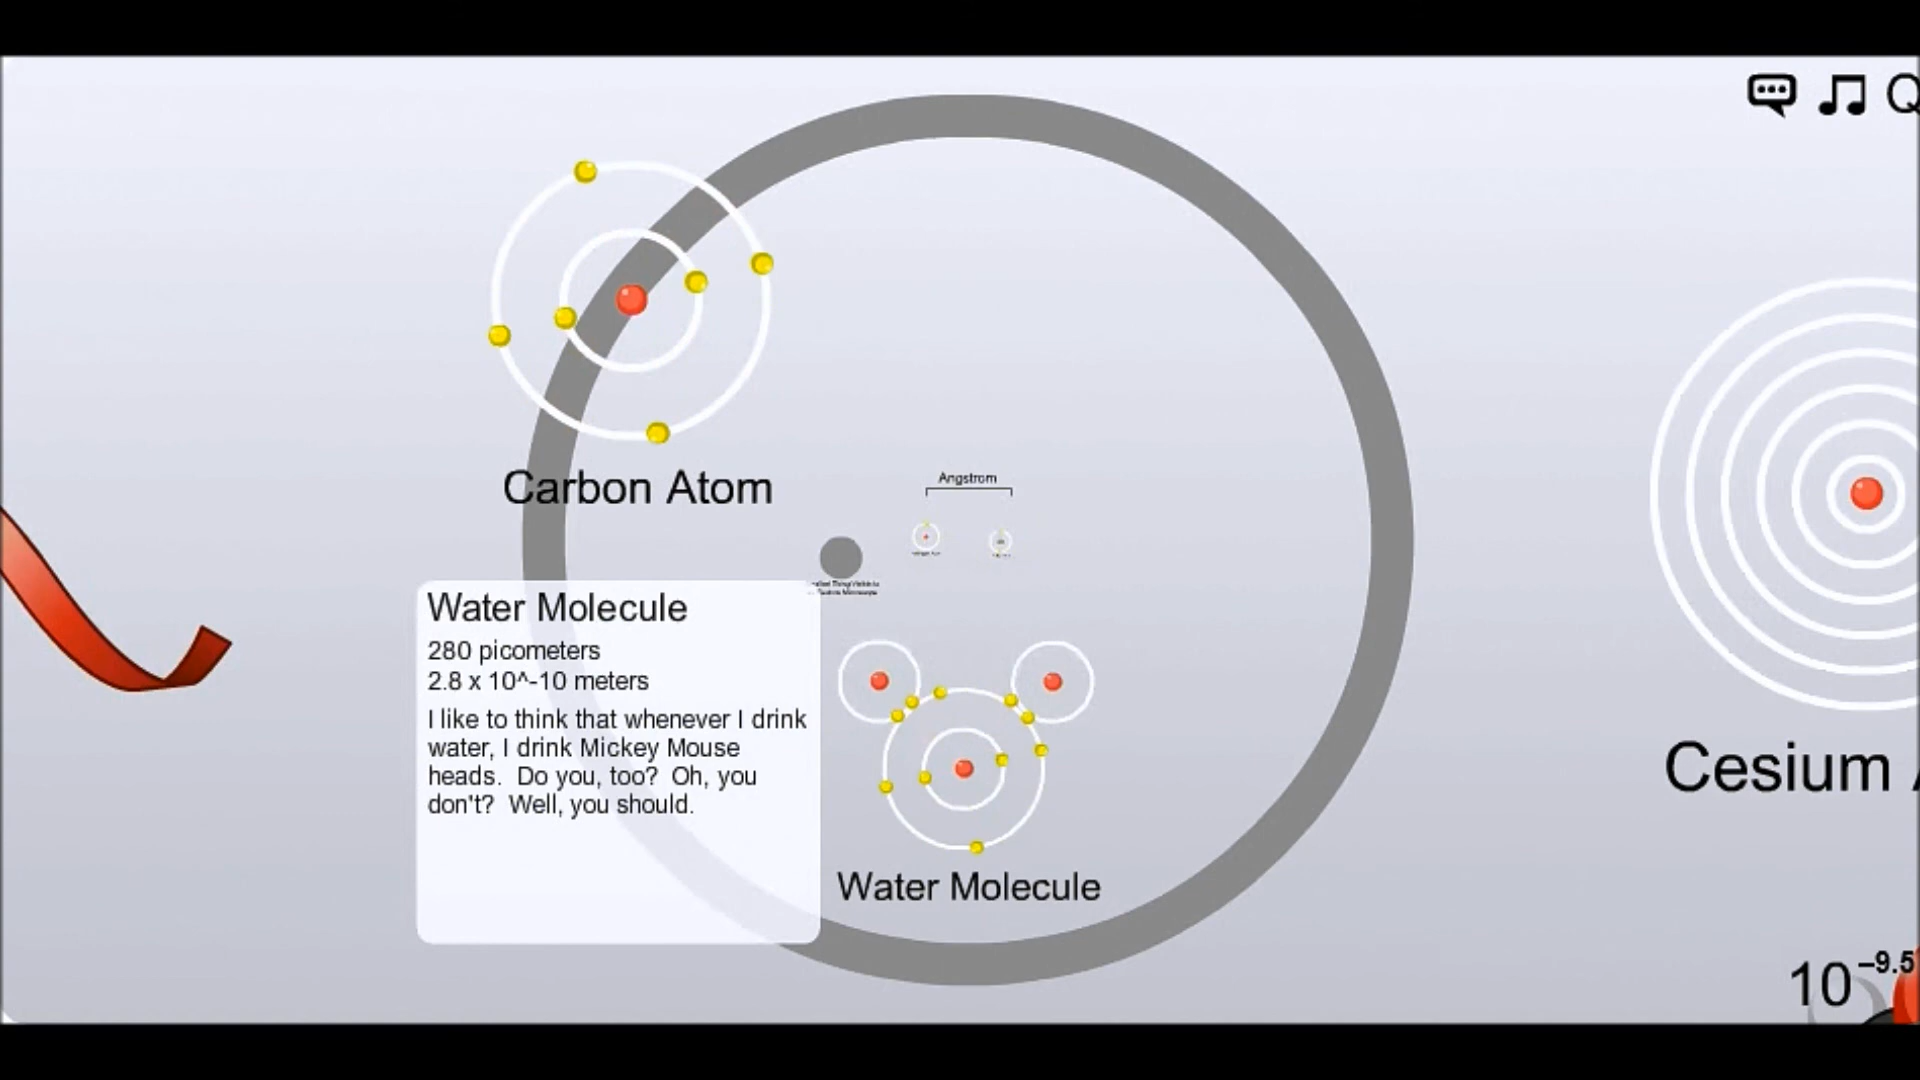 Q
Carbon Atom
Angstrom
Water Molecule
280 picometers
2.8 x 10^-10 meters
I like to think that whenever I drink
water, I drink Mickey Mouse
heads. Do you, too? Oh, you
don't? Well, you should.
Water Molecule
Cesium
10^-9.5